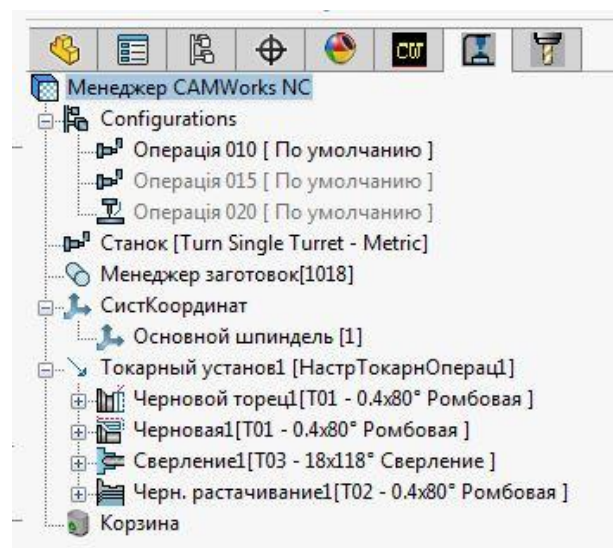 CW
Менеджер CAMWorks NC
Configurations
Операція 010 [ По умолчанию ]
Операція 015 [ По умолчанию ]
Операція 020 [ По умолчанию ]
Станок [Turn Single Turret - Metric]
Менеджер заготовок[1018]
СистКоординат
Основной шпиндель [1]
Токарный установ1 [НастрТокарнОперац1]
Черновой торец1[T01 - 0.4x80° Ромбовая ]
Черновая1[T01 - 0.4x80° Ромбовая ]
Сверление1[T03 - 18x118° Сверление ]
Черн. растачивание1[T02 - 0.4x80° Ромбовая ]
Корзина